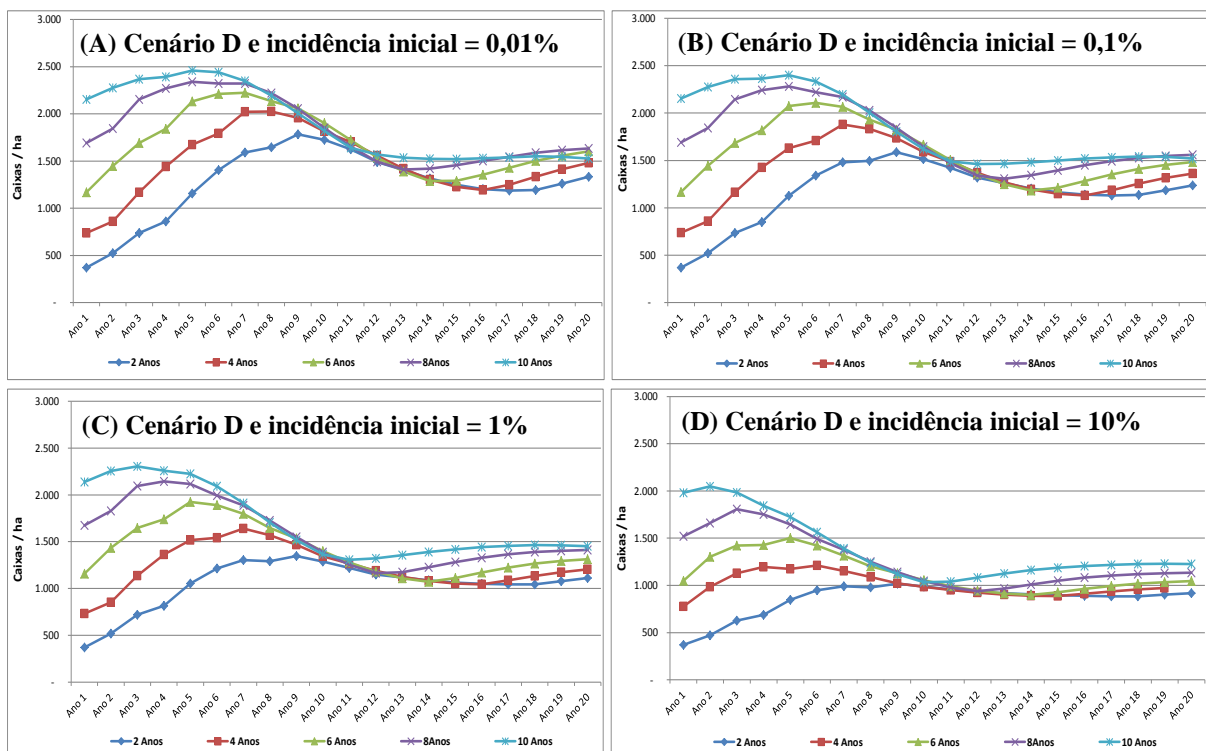 (A) Cenário D e incidência inicial = 0,01%
Caixas / ha
3.000
2.500
2.000
1.500
1.000
500
-
Ano 1 Ano 2 Ano 3 Ano 4 Ano 5 Ano 6 Ano 7 Ano 8 Ano 9 Ano 10 Ano 11 Ano 12 Ano 13 Ano 14 Ano 15 Ano 16 Ano 17 Ano 18 Ano 19 Ano 20
2 Anos 4 Anos 6 Anos 8Anos 10 Anos
(B) Cenário D e incidência inicial = 0,1%
Caixas / ha
3.000
2.500
2.000
1.500
1.000
500
-
Ano 1 Ano 2 Ano 3 Ano 4 Ano 5 Ano 6 Ano 7 Ano 8 Ano 9 Ano 10 Ano 11 Ano 12 Ano 13 Ano 14 Ano 15 Ano 16 Ano 17 Ano 18 Ano 19 Ano 20
2 Anos 4 Anos 6 Anos 8Anos 10 Anos
(C) Cenário D e incidência inicial = 1%
Caixas / ha
3.000
2.500
2.000
1.500
1.000
500
-
Ano 1 Ano 2 Ano 3 Ano 4 Ano 5 Ano 6 Ano 7 Ano 8 Ano 9 Ano 10 Ano 11 Ano 12 Ano 13 Ano 14 Ano 15 Ano 16 Ano 17 Ano 18 Ano 19 Ano 20
2 Anos 4 Anos 6 Anos 8Anos 10 Anos
(D) Cenário D e incidência inicial = 10%
Caixas / ha
3.000
2.500
2.000
1.500
1.000
500
-
Ano 1 Ano 2 Ano 3 Ano 4 Ano 5 Ano 6 Ano 7 Ano 8 Ano 9 Ano 10 Ano 11 Ano 12 Ano 13 Ano 14 Ano 15 Ano 16 Ano 17 Ano 18 Ano 19 Ano 20
2 Anos 4 Anos 6 Anos 8Anos 10 Anos